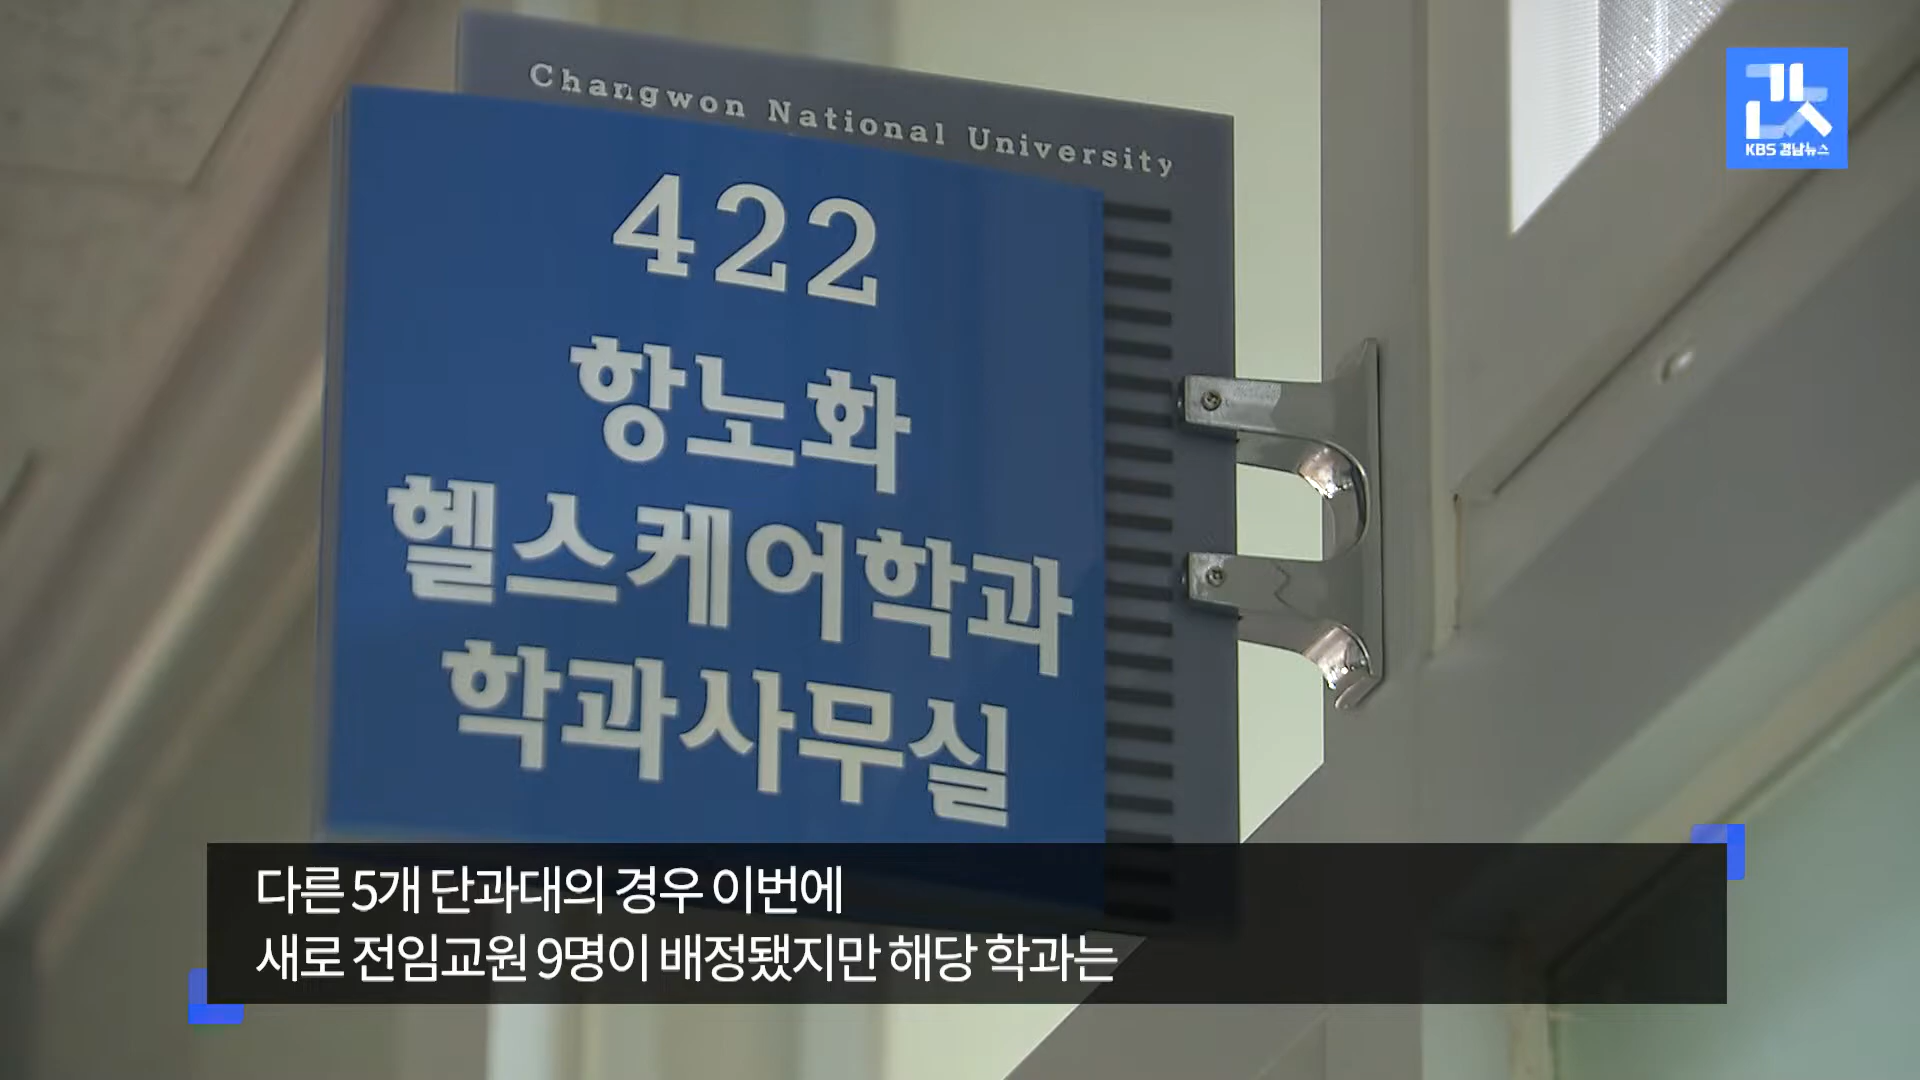 Changwon National University
422
항노화
헬스케어학과
학과사무실
KBS 경남뉴스
다른 5개 단과대의 경우 이번에
새로 전임교원 9명이 배정됐지만 해당 학과는